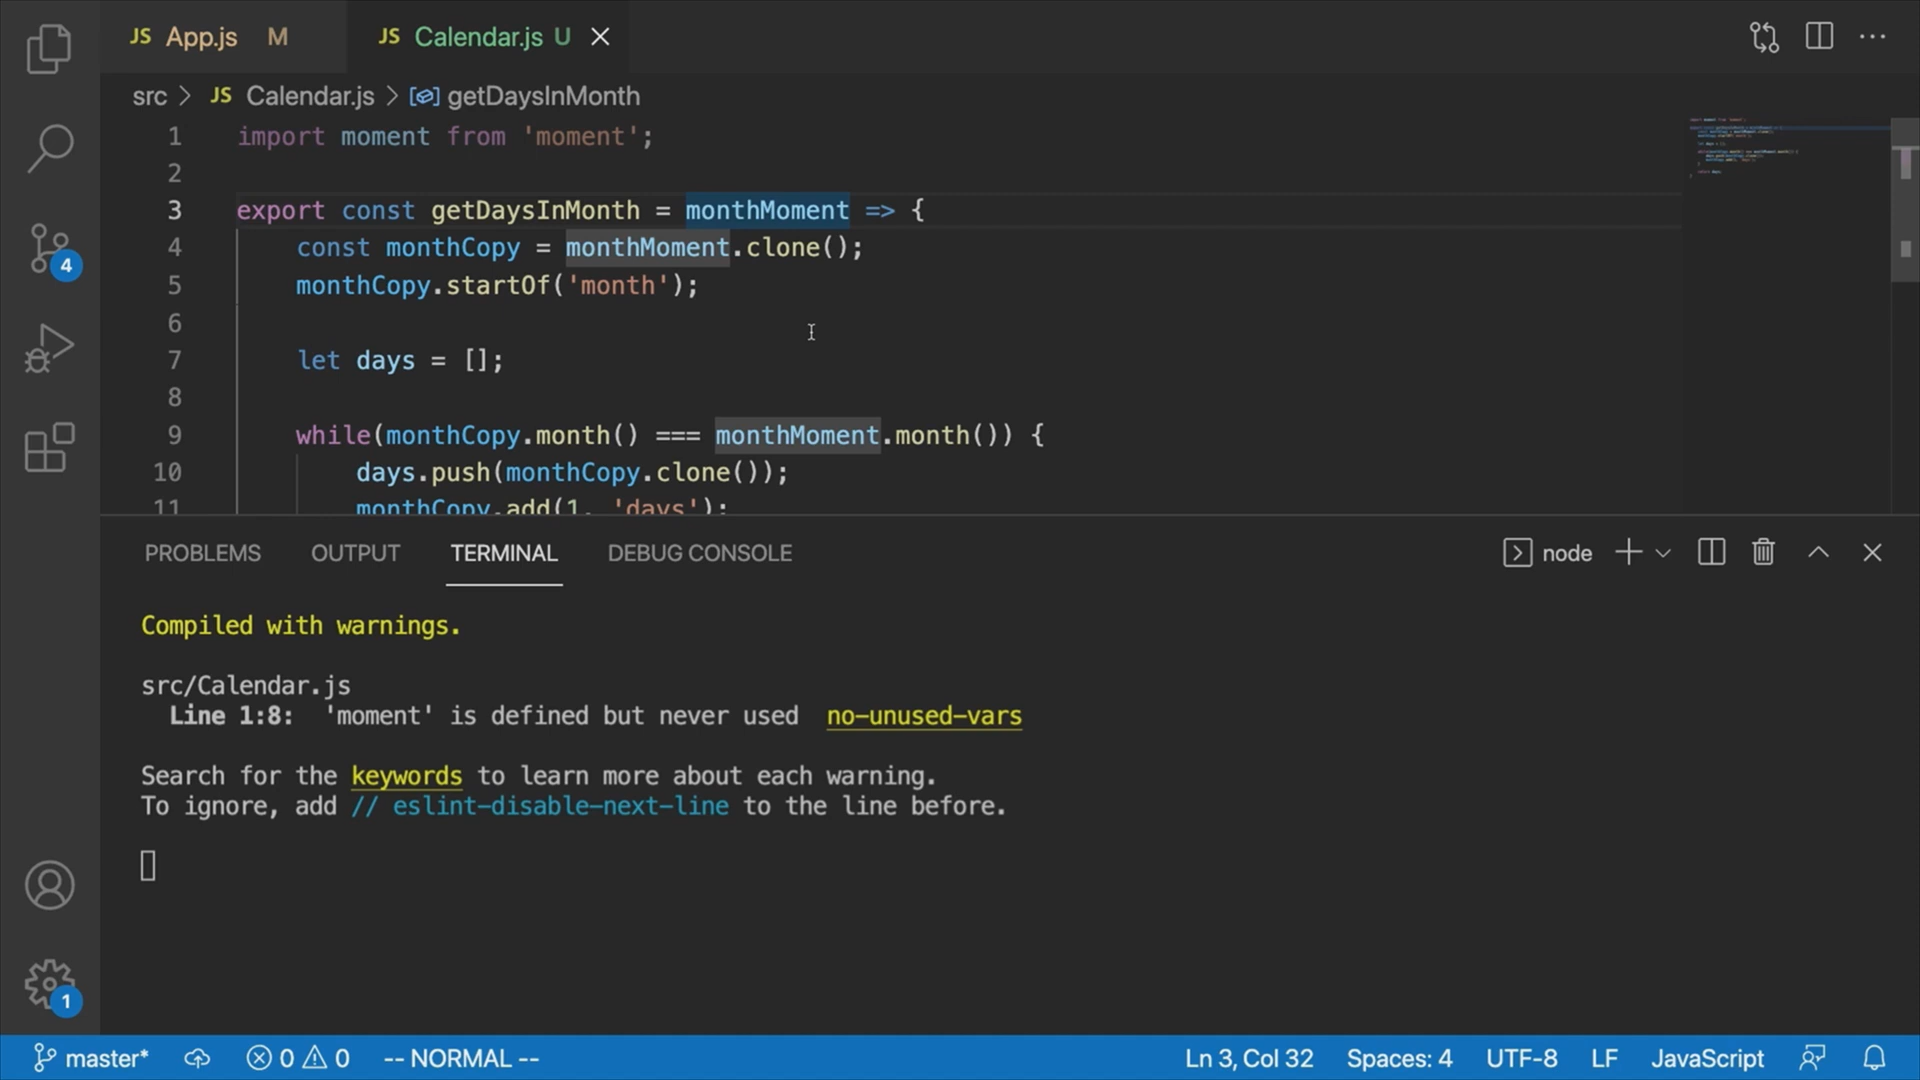 JS App.js M
JS Calendar.js U
src > JS Calendar.js > getDaysInMonth
1 import moment from 'moment';
2
3 export const getDaysInMonth = monthMoment => {
4 const monthCopy = monthMoment.clone();
5 monthCopy.startOf('month');
6
7 let days = [];
8
9 while(monthCopy.month() === monthMoment.month()) {
10 days.push(monthCopy.clone());
11 monthCopy.add(1, 'days');
4
PROBLEMS OUTPUT TERMINAL DEBUG CONSOLE node
Compiled with warnings.
src/Calendar.js
Line 1:8: 'moment' is defined but never used no-unused-vars
Search for the keywords to learn more about each warning.
To ignore, add // eslint-disable-next-line to the line before.
1
master* 0 0 -- NORMAL -- Ln 3, Col 32 Spaces: 4 UTF-8 LF JavaScript